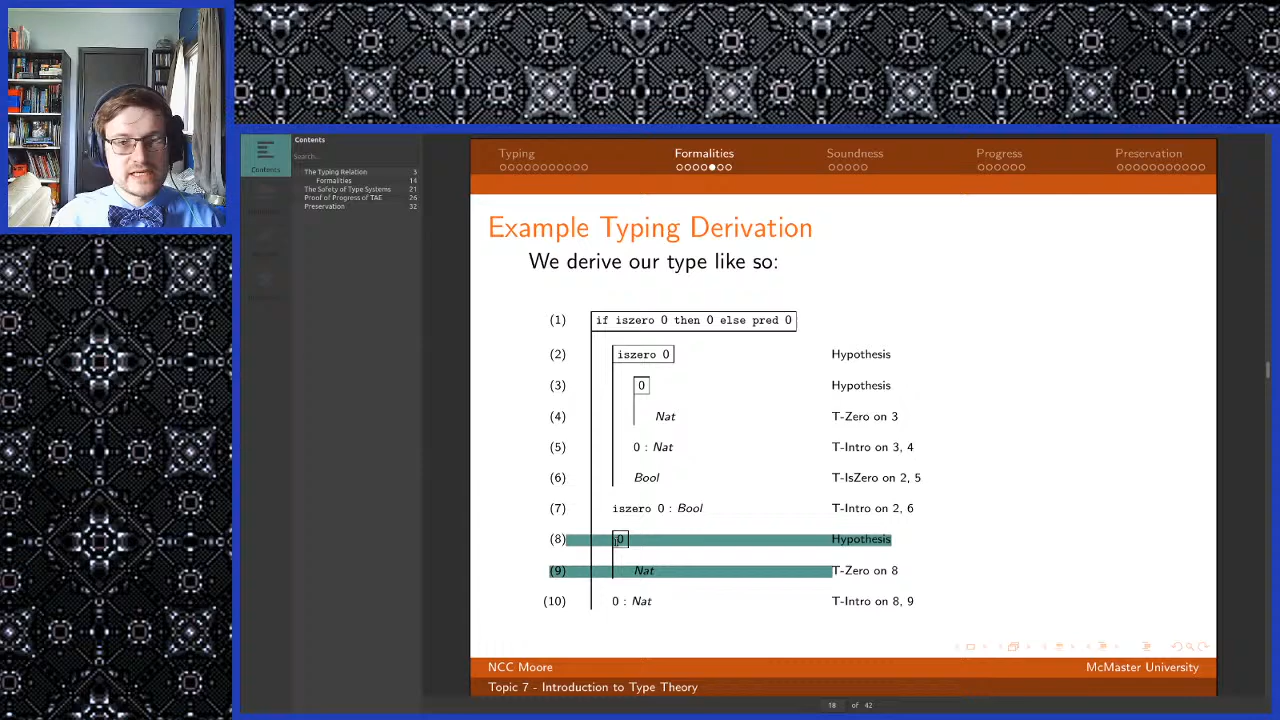 Contents
Search...
Contents
The Typing Relation 3
Formalities 14
The Safety of Type Systems 21
Proof of Progress of TAE 26
Preservation 32
Typing Formalities Soundness Progress Preservation
Example Typing Derivation
We derive our type like so:
(1) if iszero 0 then 0 else pred 0
(2) iszero 0 Hypothesis
(3) 0 Hypothesis
(4) Nat T-Zero on 3
(5) 0 : Nat T-Intro on 3, 4
(6) Bool T-IsZero on 2, 5
(7) iszero 0 : Bool T-Intro on 2, 6
(8) 0 Hypothesis
(9) Nat T-Zero on 8
(10) 0 : Nat T-Intro on 8, 9
NCC Moore McMaster University
Topic 7 - Introduction to Type Theory
18 of 42